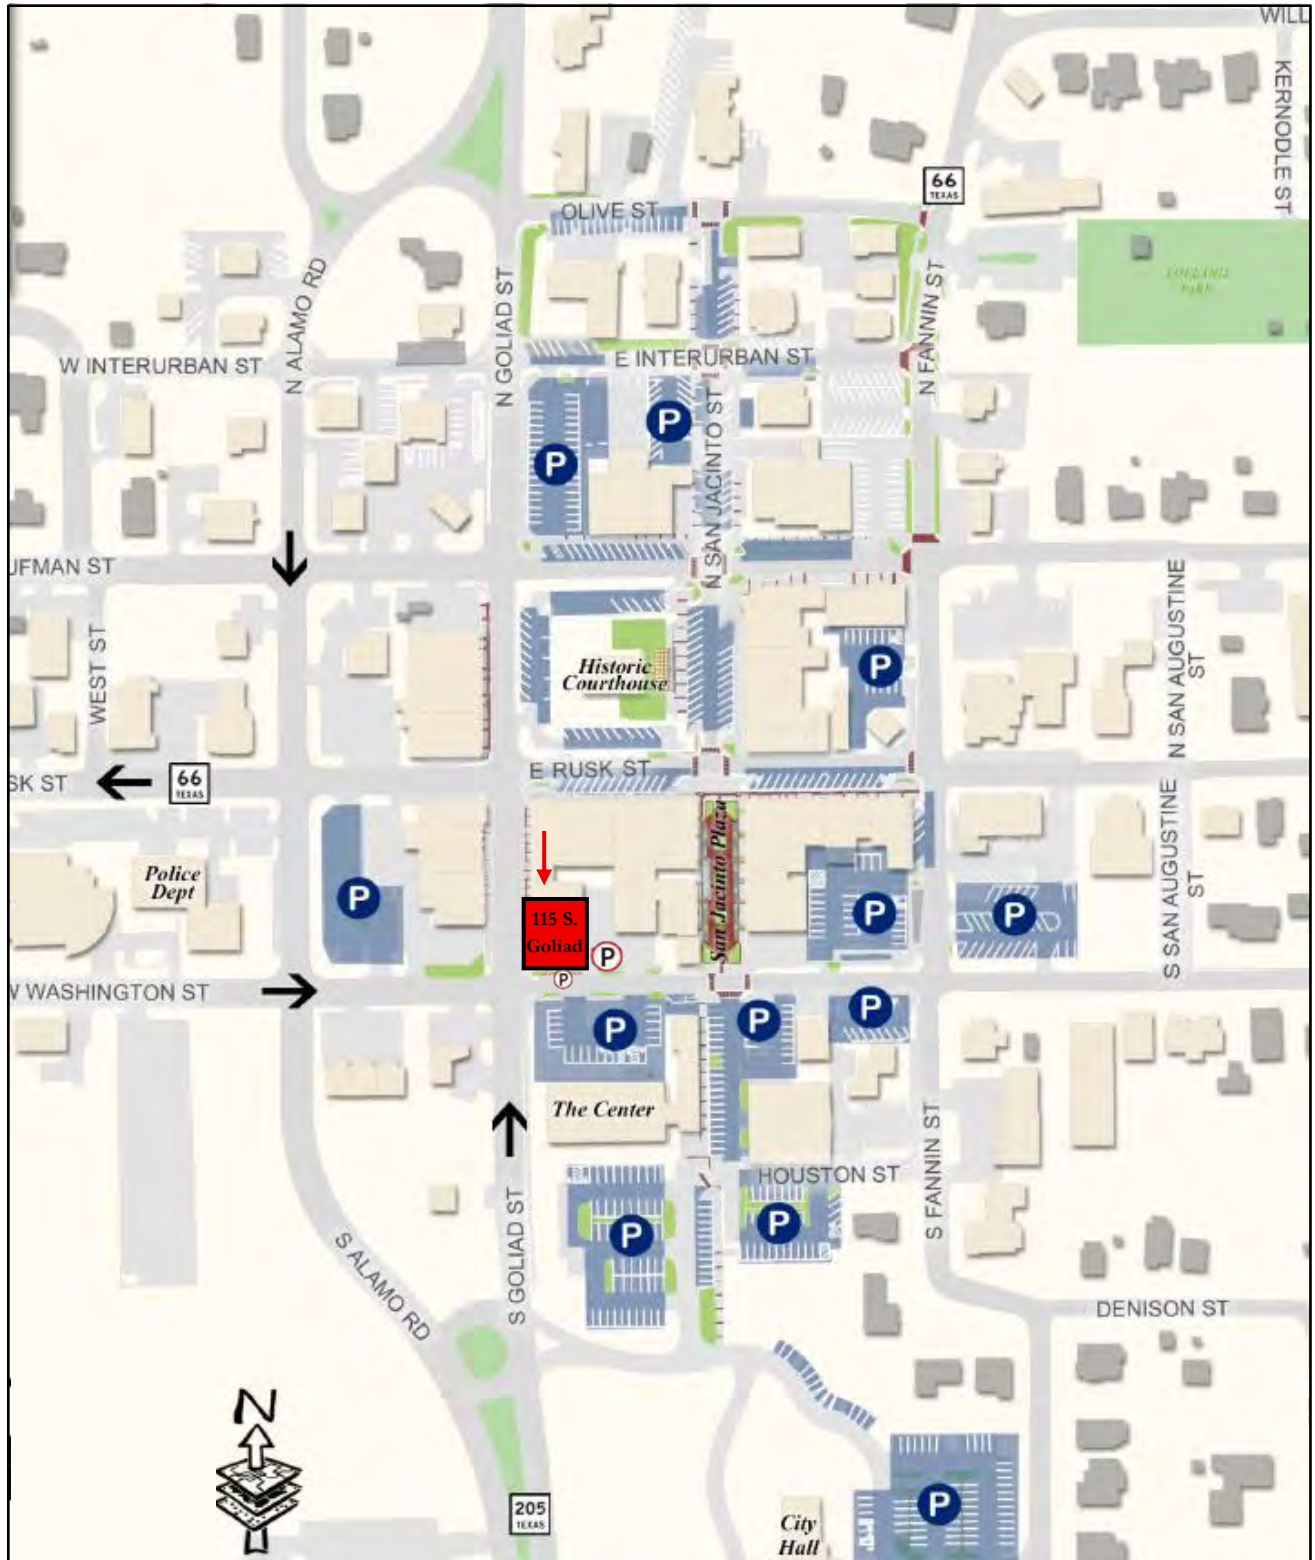 WILL
KERNODLE ST
66
TEXAS
OLIVE ST
N ALAMO RD
N GOLIAD ST
N FANNIN ST
PARK
W INTERURBAN ST
E INTERURBAN ST
P
P
N SAN JACINTO ST
UFMAN ST
N SAN AUGUSTINE
ST
WEST ST
Historic
Courthouse
P
E RUSK ST
SK ST
66
TEXAS
San Jacinto Plaza
S SAN AUGUSTINE
ST
Police
Dept
P
115 S.
Goliad
P
P
P
P
W WASHINGTON ST
P
P
P
The Center
S FANNIN ST
HOUSTON ST
P
P
S GOLIAD ST
S ALAMO RD
DENISON ST
N
205
TEXAS
P
City
Hall